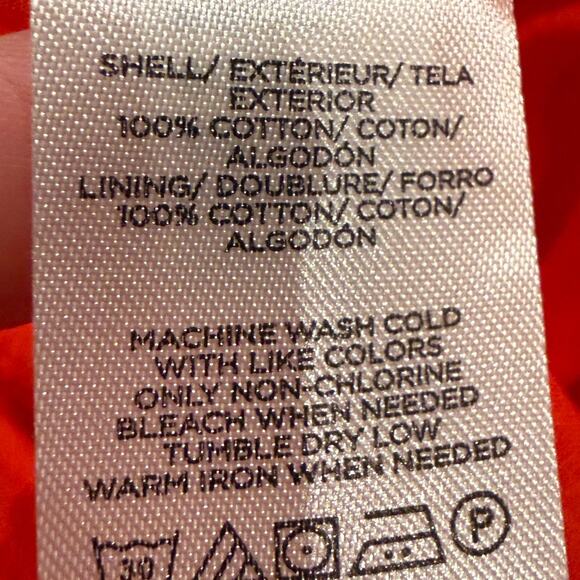 SHELL/ EXTÉRIEUR/ TELA
EXTERIOR
100% COTTON/ COTON/
ALGODÓN
LINING/ DOUBLURE/ FORRO
100% COTTON/ COTON/
ALGODÓN
MACHINE WASH COLD
WITH LIKE COLORS
ONLY NON-CHLORINE
BLEACH WHEN NEEDED
TUMBLE DRY LOW
WARM IRON WHEN NEEDED
30 P